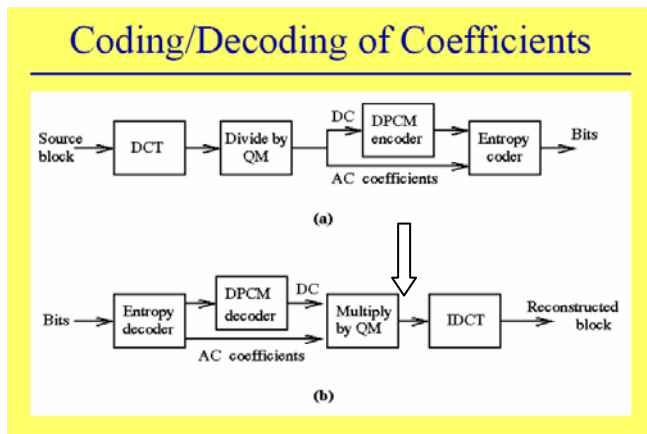 Coding/Decoding of Coefficients
Source
block
DCT
Divide by
QM
DC
DPCM
encoder
AC coefficients
Entropy
coder
Bits
(a)
Bits
Entropy
decoder
DPCM
decoder
DC
AC coefficients
Multiply
by QM
IDCT
Reconstructed
block
(b)